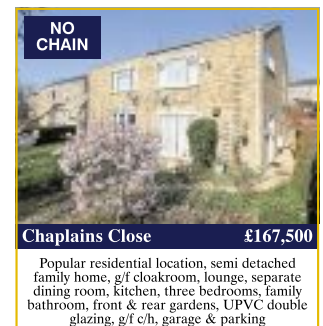 NO
CHAIN
Chaplains Close £167,500
Popular residential location, semi detached
family home, g/f cloakroom, lounge, separate
dining room, kitchen, three bedrooms, family
bathroom, front & rear gardens, UPVC double
glazing, g/f c/h, garage & parking